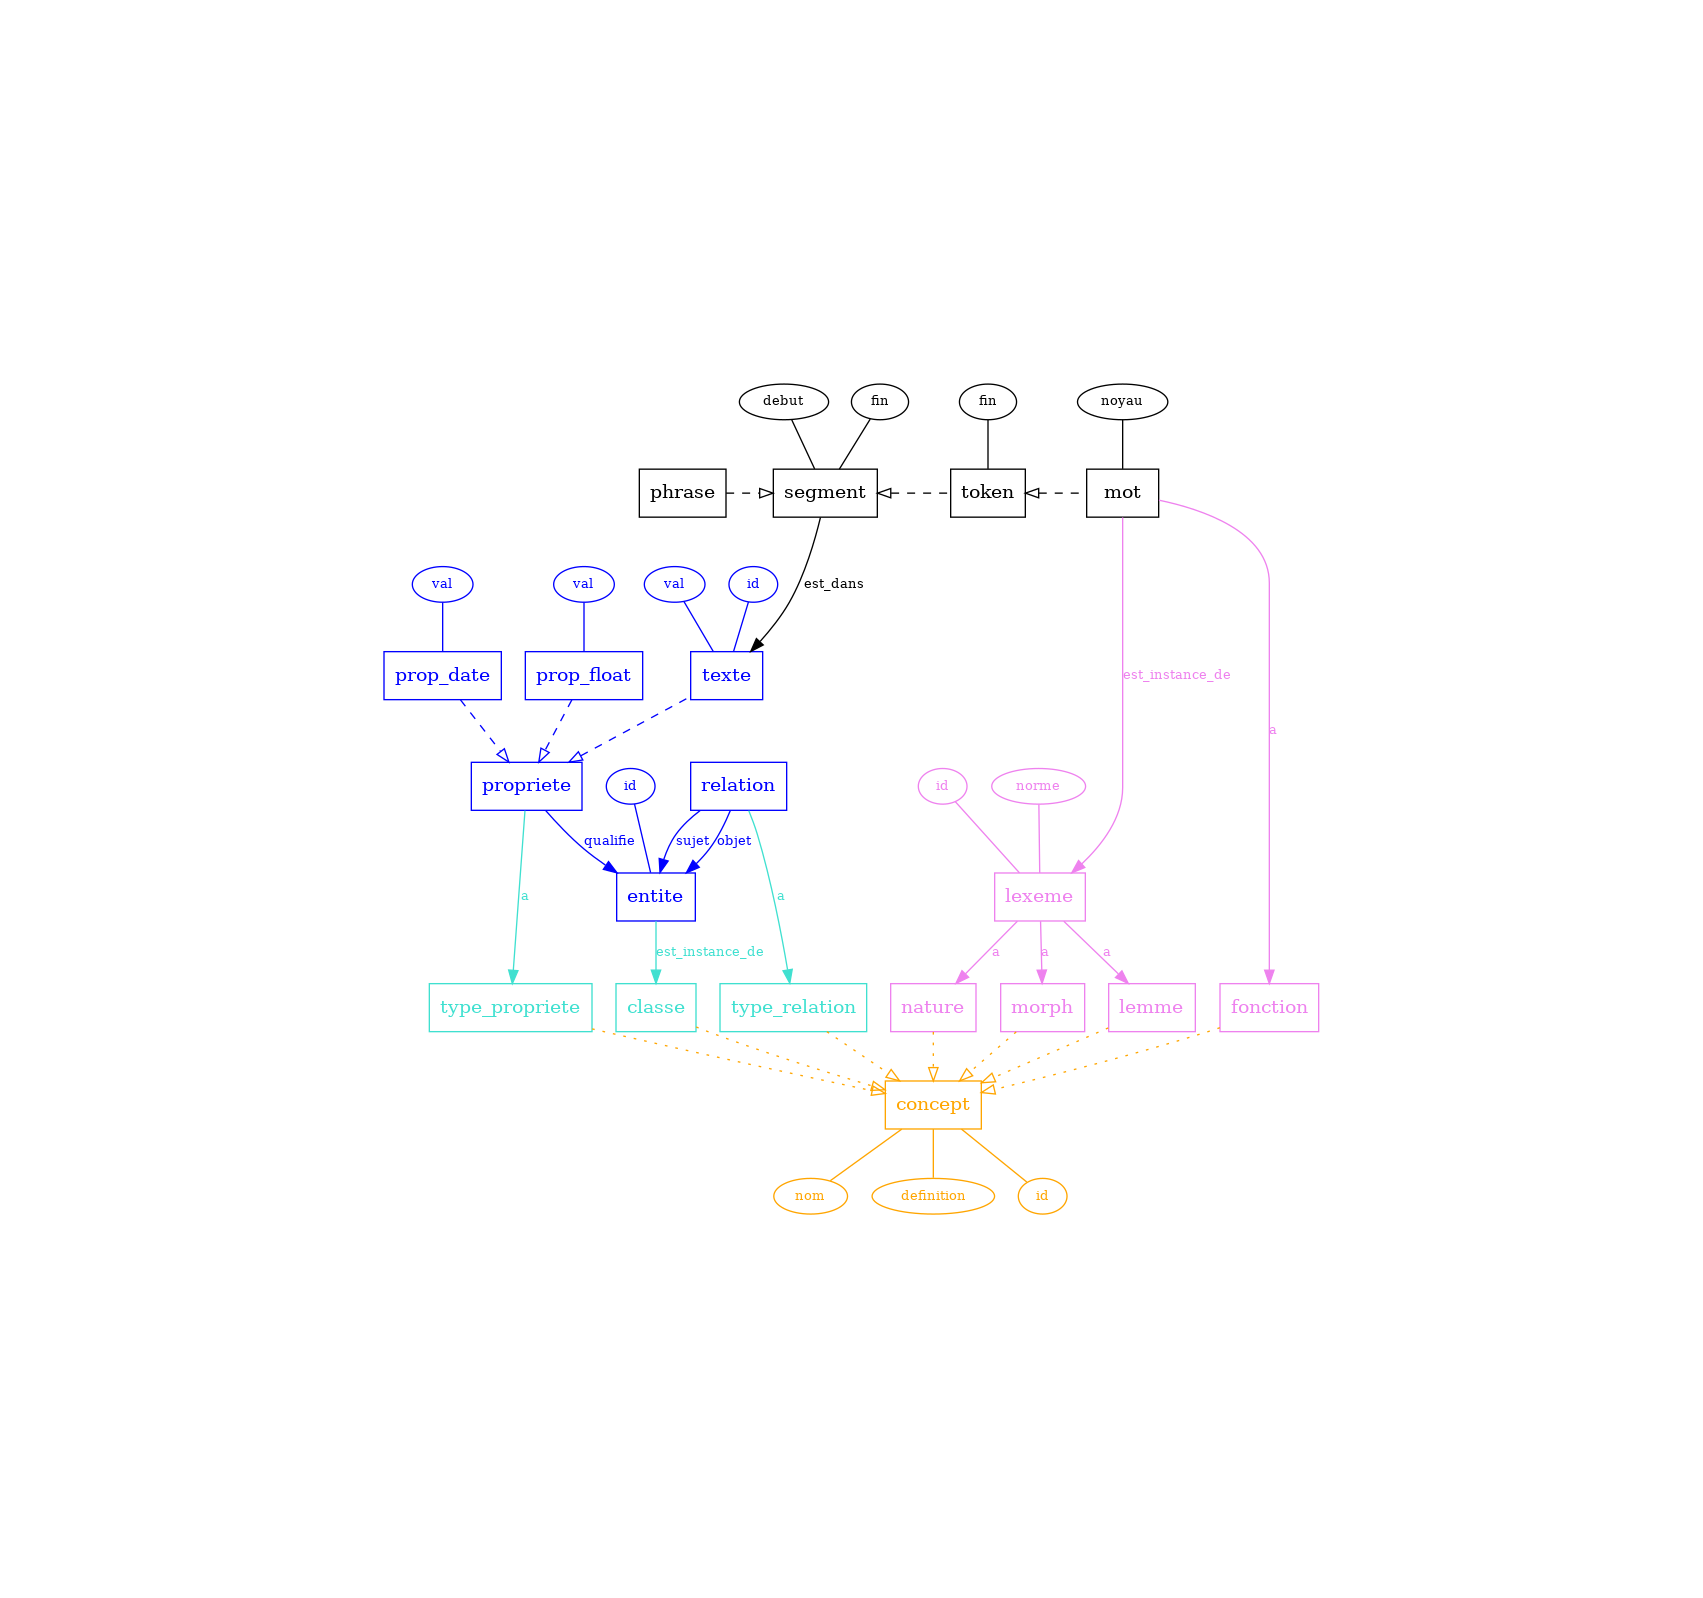 debut
fin
fin
noyau
phrase
segment
token
mot
val
val
val
id
est_dans
prop_date
prop_float
texte
est_instance_de
a
propriete
id
relation
id
norme
qualifie
sujet
objet
a
entite
a
lexeme
est_instance_de
a
a
a
type_propriete
classe
type_relation
nature
morph
lemme
fonction
concept
nom
definition
id